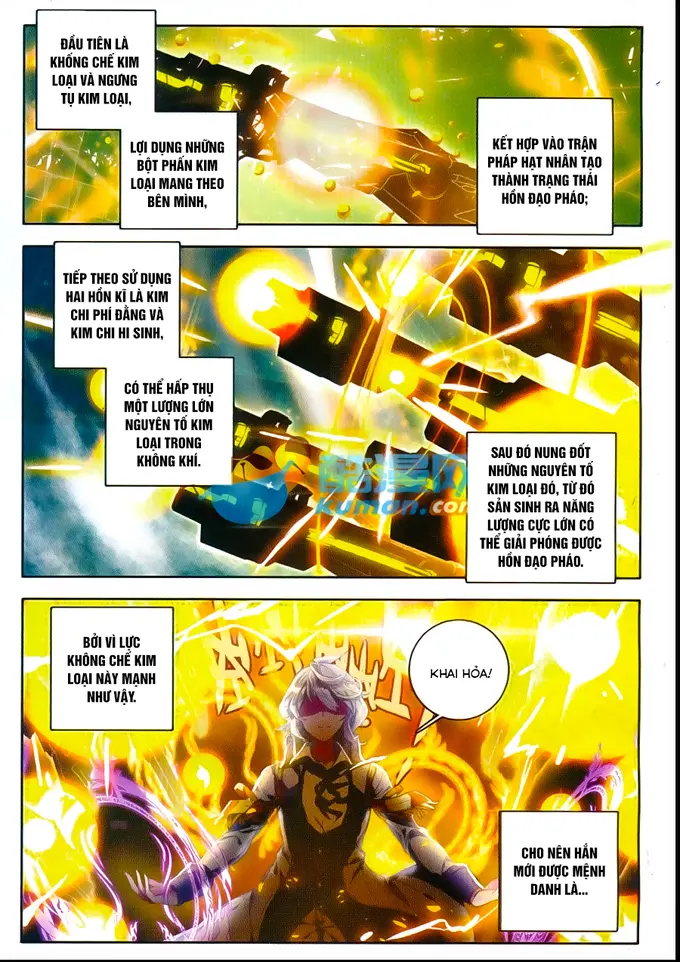 ĐẦU TIÊN LÀ
KHỐNG CHẾ KIM
LOẠI VÀ NGƯNG
TỤ KIM LOẠI,
LỢI DỤNG NHỮNG
BỘT PHẤN KIM
LOẠI MANG THEO
BÊN MÌNH,
KẾT HỢP VÀO TRẬN
PHÁP HẠT NHÂN TẠO
THÀNH TRẠNG THÁI
HỒN ĐẠO PHÁO;
TIẾP THEO SỬ DỤNG
HAI HỒN KĨ LÀ KIM
CHI PHÍ ĐẰNG VÀ
KIM CHI HI SINH,
CÓ THỂ HẤP THỤ
MỘT LƯỢNG LỚN
NGUYÊN TỐ KIM
LOẠI TRONG
KHÔNG KHÍ.
酷漫网
kuman.com
SAU ĐÓ NUNG ĐỐT
NHỮNG NGUYÊN TỐ
KIM LOẠI ĐÓ, TỪ ĐÓ
SẢN SINH RA NĂNG
LƯỢNG CỰC LỚN CÓ
THỂ GIẢI PHÓNG ĐƯỢC
HỒN ĐẠO PHÁO.
BỞI VÌ LỰC
KHÔNG CHẾ KIM
LOẠI NÀY MẠNH
NHƯ VẬY.
KHAI HỎA!
CHO NÊN HẮN
MỚI ĐƯỢC MỆNH
DANH LÀ...